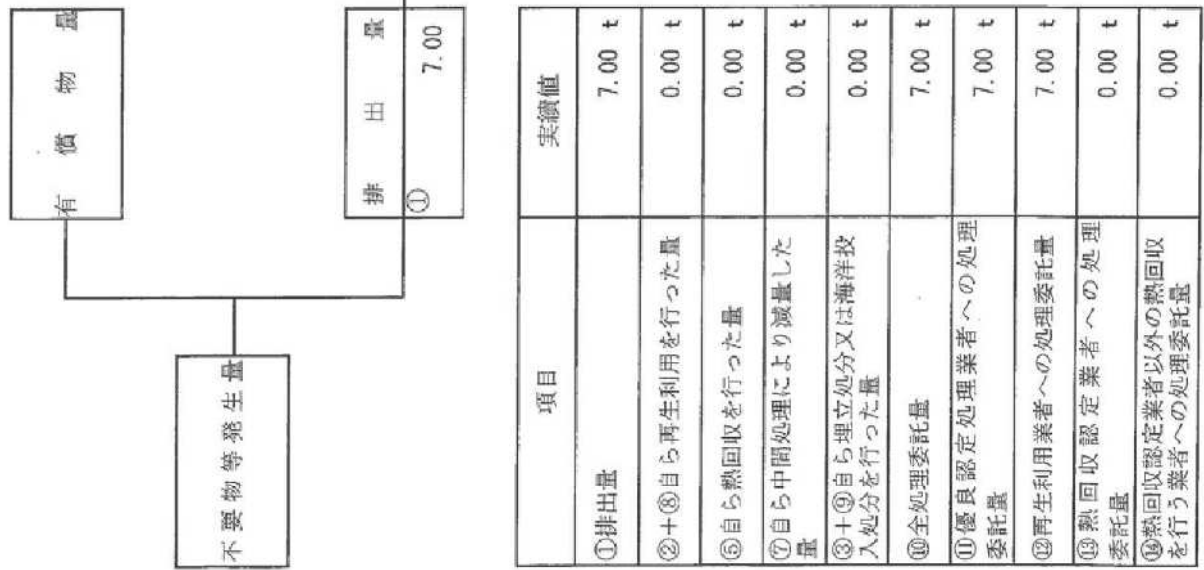 有償物量
不要物等発生量
排出量
①
7.00
項目 実績値
①排出量 7.00 t
②+⑧自ら再生利用を行った量 0.00 t
⑤自ら熱回収を行った量 0.00 t
⑦自ら中間処理により減量した
量 0.00 t
③+⑨自ら埋立処分又は海洋投
入処分を行った量 0.00 t
⑩全処理委託量 7.00 t
⑪優良認定処理業者への処理
委託量 7.00 t
⑫再生利用業者への処理委託量 7.00 t
⑬熱回収認定業者への処理
委託量 0.00 t
⑭熱回収認定業者以外の熱回収
を行う業者への処理委託量 0.00 t